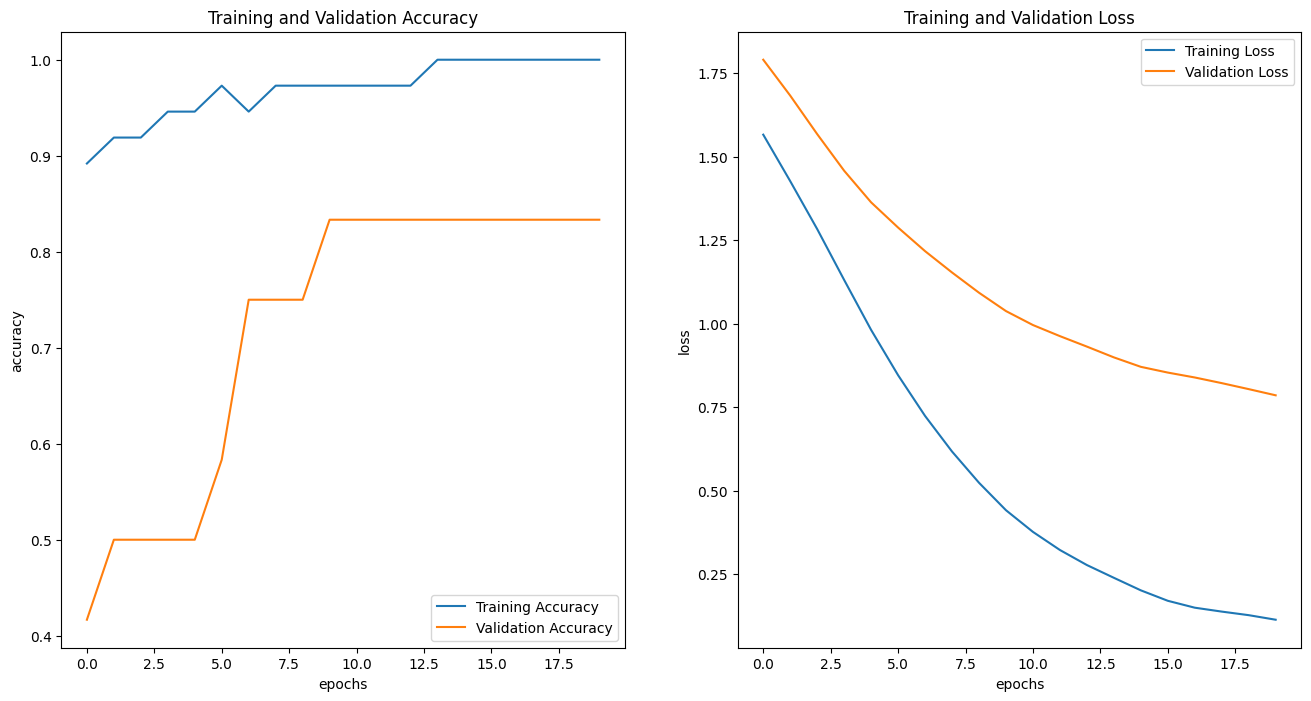 Training and Validation Accuracy
1.0
0.9
0.8
0.7
0.6
0.5
0.4
accuracy
Training Accuracy
Validation Accuracy
0.0 2.5 5.0 7.5 10.0 12.5 15.0 17.5
epochs
Training and Validation Loss
Training Loss
Validation Loss
1.75
1.50
1.25
1.00
0.75
0.50
0.25
loss
0.0 2.5 5.0 7.5 10.0 12.5 15.0 17.5
epochs